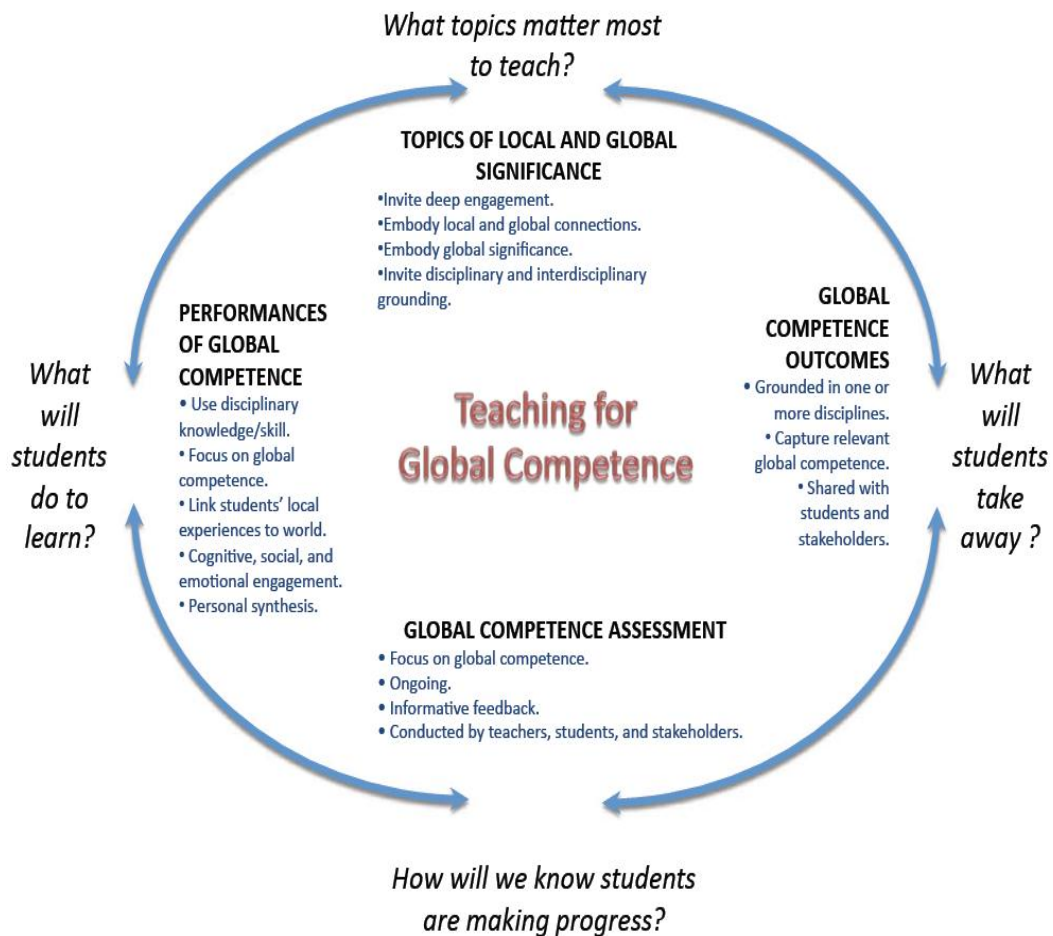 What topics matter most
to teach?
TOPICS OF LOCAL AND GLOBAL
SIGNIFICANCE
•Invite deep engagement.
•Embody local and global connections.
•Embody global significance.
•Invite disciplinary and interdisciplinary
grounding.
PERFORMANCES
OF GLOBAL
COMPETENCE
• Use disciplinary
knowledge/skill.
• Focus on global
competence.
• Link students' local
experiences to world.
• Cognitive, social, and
emotional engagement.
• Personal synthesis.
What
will
students
do to
learn?
Teaching for
Global Competence
GLOBAL
COMPETENCE
OUTCOMES
• Grounded in one or
more disciplines.
• Capture relevant
global competence.
• Shared with
students and
stakeholders.
What
will
students
take
away ?
GLOBAL COMPETENCE ASSESSMENT
• Focus on global competence.
• Ongoing.
• Informative feedback.
• Conducted by teachers, students, and stakeholders.
How will we know students
are making progress?